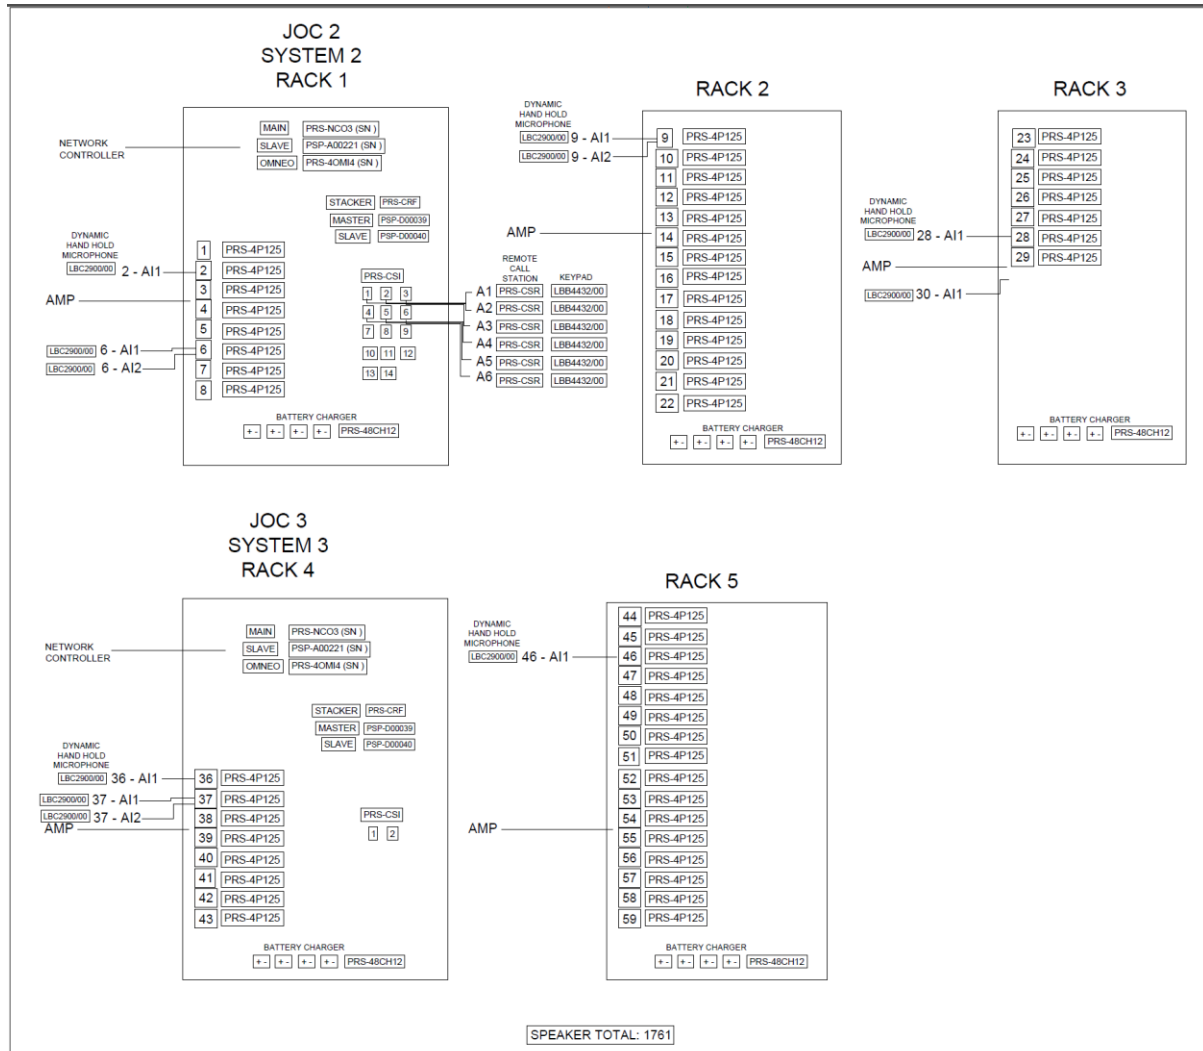 JOC 2
SYSTEM 2
RACK 1
NETWORK
CONTROLLER
MAIN PRS-NCO3 (SN )
SLAVE PSP-A00221 (SN )
OMNEO PRS-4OMI4 (SN )
STACKER PRS-CRF
MASTER PSP-D00039
SLAVE PSP-D00040
DYNAMIC
HAND HOLD
MICROPHONE
LBC2900/00 2 - AI1
AMP
LBC2900/00 6 - AI1
LBC2900/00 6 - AI2
1 PRS-4P125
2 PRS-4P125
3 PRS-4P125
4 PRS-4P125
5 PRS-4P125
6 PRS-4P125
7 PRS-4P125
8 PRS-4P125
PRS-CSI
1 2 3
4 5 6
7 8 9
10 11 12
13 14
BATTERY CHARGER
+ - + - + - + - PRS-48CH12
REMOTE
CALL
STATION KEYPAD
A1 PRS-CSR LBB4432/00
A2 PRS-CSR LBB4432/00
A3 PRS-CSR LBB4432/00
A4 PRS-CSR LBB4432/00
A5 PRS-CSR LBB4432/00
A6 PRS-CSR LBB4432/00
RACK 2
DYNAMIC
HAND HOLD
MICROPHONE
LBC2900/00 9 - AI1
LBC2900/00 9 - AI2
AMP
9 PRS-4P125
10 PRS-4P125
11 PRS-4P125
12 PRS-4P125
13 PRS-4P125
14 PRS-4P125
15 PRS-4P125
16 PRS-4P125
17 PRS-4P125
18 PRS-4P125
19 PRS-4P125
20 PRS-4P125
21 PRS-4P125
22 PRS-4P125
BATTERY CHARGER
+ - + - + - + - PRS-48CH12
RACK 3
DYNAMIC
HAND HOLD
MICROPHONE
LBC2900/00 28 - AI1
AMP
LBC2900/00 30 - AI1
23 PRS-4P125
24 PRS-4P125
25 PRS-4P125
26 PRS-4P125
27 PRS-4P125
28 PRS-4P125
29 PRS-4P125
BATTERY CHARGER
+ - + - + - + - PRS-48CH12
JOC 3
SYSTEM 3
RACK 4
NETWORK
CONTROLLER
MAIN PRS-NCO3 (SN )
SLAVE PSP-A00221 (SN )
OMNEO PRS-4OMI4 (SN )
STACKER PRS-CRF
MASTER PSP-D00039
SLAVE PSP-D00040
DYNAMIC
HAND HOLD
MICROPHONE
LBC2900/00 36 - AI1
LBC2900/00 37 - AI1
LBC2900/00 37 - AI2
AMP
36 PRS-4P125
37 PRS-4P125
38 PRS-4P125
39 PRS-4P125
40 PRS-4P125
41 PRS-4P125
42 PRS-4P125
43 PRS-4P125
PRS-CSI
1 2
BATTERY CHARGER
+ - + - + - + - PRS-48CH12
RACK 5
DYNAMIC
HAND HOLD
MICROPHONE
LBC2900/00 46 - AI1
AMP
44 PRS-4P125
45 PRS-4P125
46 PRS-4P125
47 PRS-4P125
48 PRS-4P125
49 PRS-4P125
50 PRS-4P125
51 PRS-4P125
52 PRS-4P125
53 PRS-4P125
54 PRS-4P125
55 PRS-4P125
56 PRS-4P125
57 PRS-4P125
58 PRS-4P125
59 PRS-4P125
BATTERY CHARGER
+ - + - + - + - PRS-48CH12
SPEAKER TOTAL: 1761